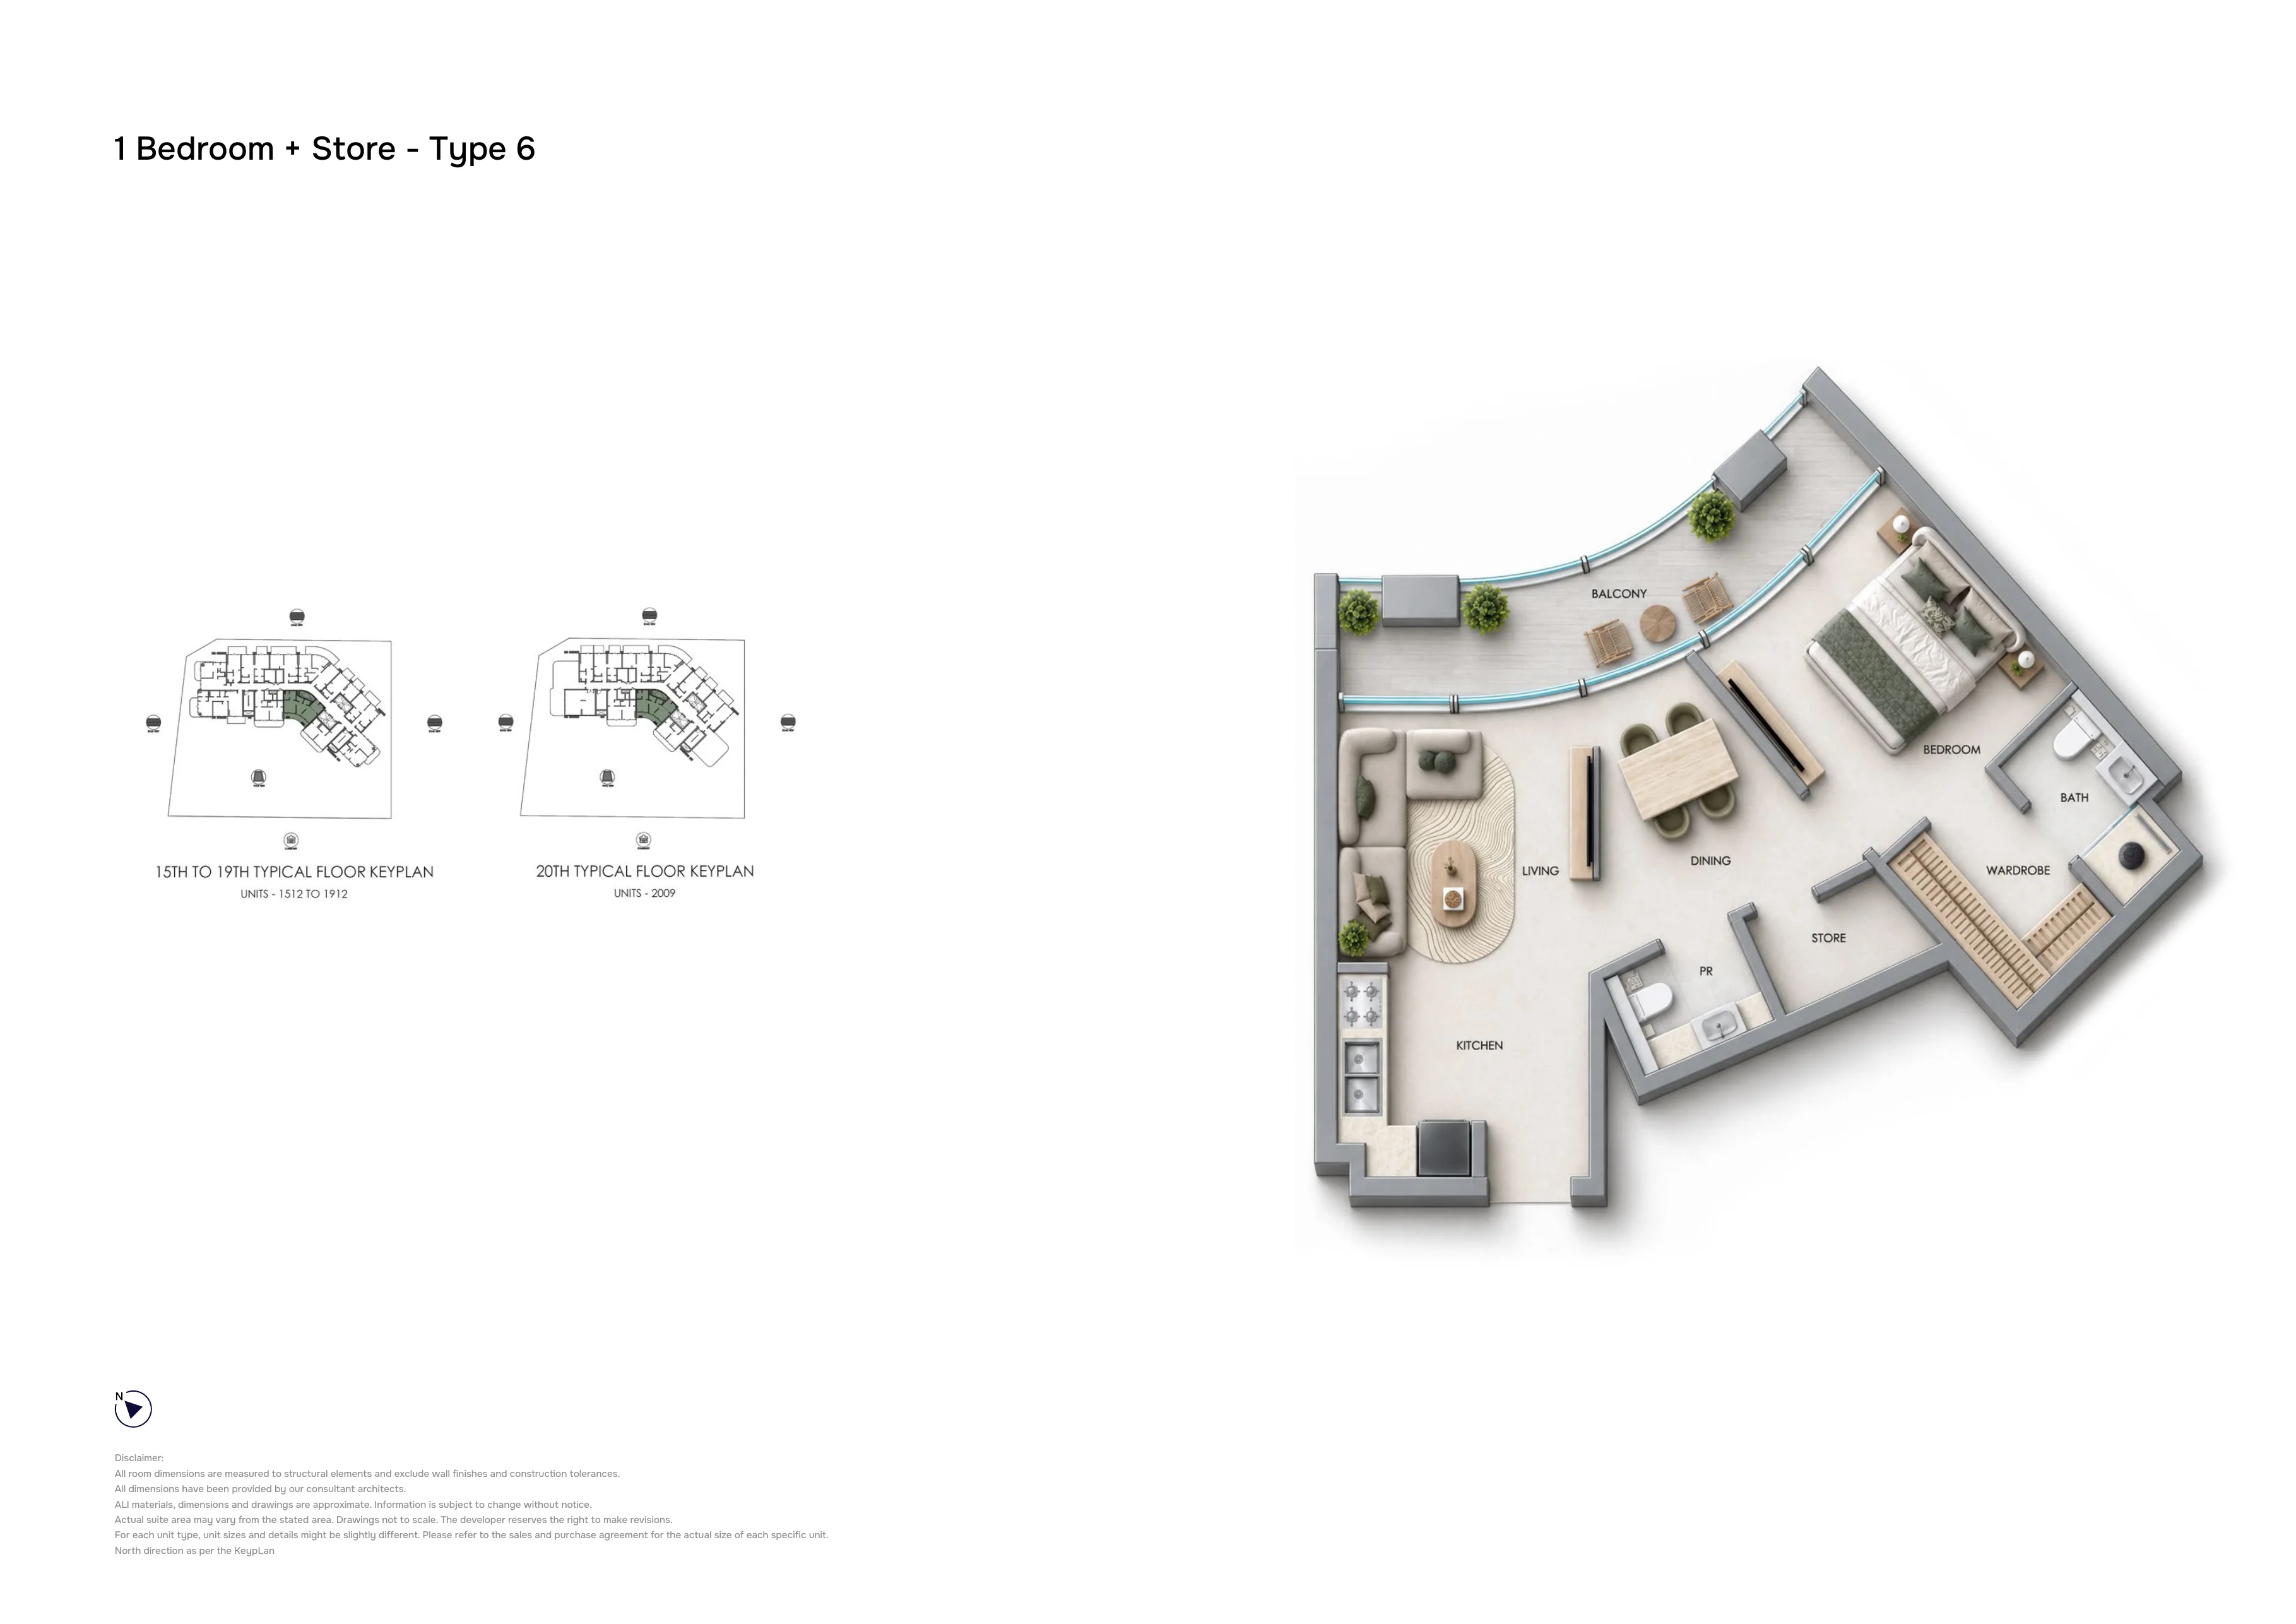 1 Bedroom + Store - Type 6
BALCONY
BEDROOM
BATH
DINING
LIVING
WARDROBE
STORE
PR
KITCHEN
15TH TO 19TH TYPICAL FLOOR KEYPLAN
UNITS - 1512 TO 1912
20TH TYPICAL FLOOR KEYPLAN
UNITS - 2009
N
Disclaimer:
All room dimensions are measured to structural elements and exclude wall finishes and construction tolerances.
All dimensions have been provided by our consultant architects.
ALl materials, dimensions and drawings are approximate. Information is subject to change without notice.
Actual suite area may vary from the stated area. Drawings not to scale. The developer reserves the right to make revisions.
For each unit type, unit sizes and details might be slightly different. Please refer to the sales and purchase agreement for the actual size of each specific unit.
North direction as per the KeypLan